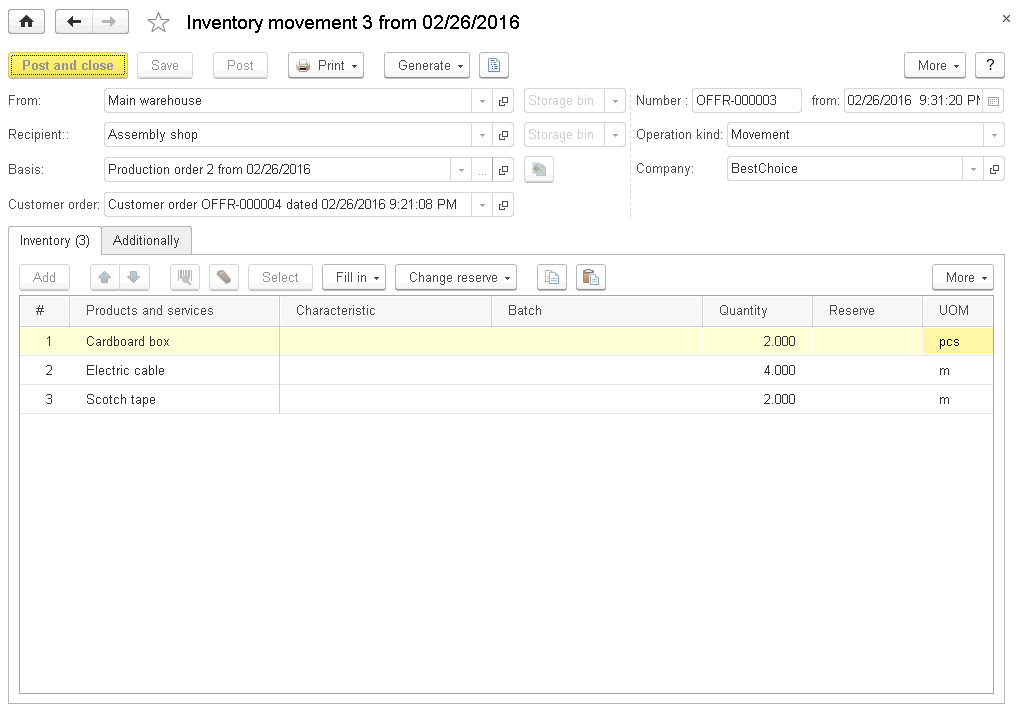 Inventory movement 3 from 02/26/2016
Post and close Save Post Print Generate More ?
From: Main warehouse Storage bin Number : OFFR-000003 from: 02/26/2016 9:31:20 PM
Recipient:: Assembly shop Storage bin Operation kind: Movement
Basis: Production order 2 from 02/26/2016 ... Company: BestChoice
Customer order: Customer order OFFR-000004 dated 02/26/2016 9:21:08 PM
Inventory (3) Additionally
Add Select Fill in Change reserve More
# Products and services Characteristic Batch Quantity Reserve UOM
1 Cardboard box 2.000 pcs
2 Electric cable 4.000 m
3 Scotch tape 2.000 m